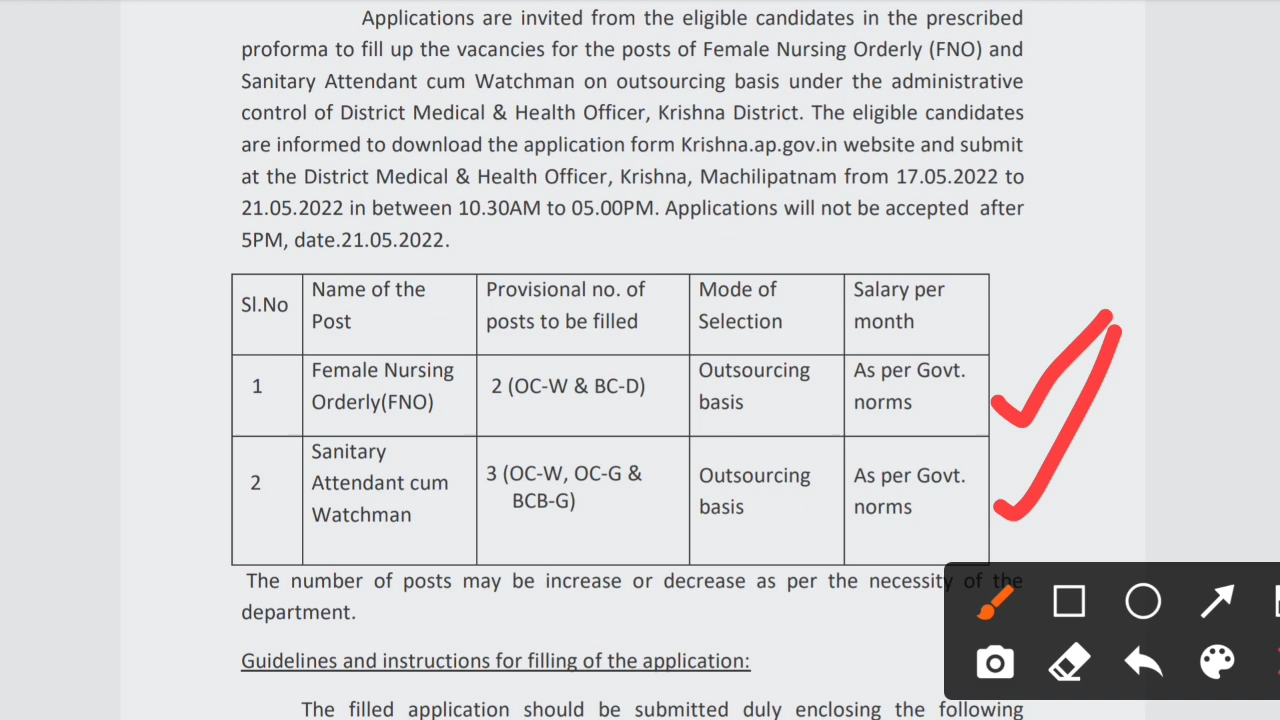 Applications are invited from the eligible candidates in the prescribed
proforma to fill up the vacancies for the posts of Female Nursing Orderly (FNO) and
Sanitary Attendant cum Watchman on outsourcing basis under the administrative
control of District Medical & Health Officer, Krishna District. The eligible candidates
are informed to download the application form Krishna.ap.gov.in website and submit
at the District Medical & Health Officer, Krishna, Machilipatnam from 17.05.2022 to
21.05.2022 in between 10.30AM to 05.00PM. Applications will not be accepted after
5PM, date.21.05.2022.
Sl.No
Name of the
Post
Provisional no. of
posts to be filled
Mode of
Selection
Salary per
month
1
Female Nursing
Orderly(FNO)
2 (OC-W & BC-D)
Outsourcing
basis
As per Govt.
norms
2
Sanitary
Attendant cum
Watchman
3 (OC-W, OC-G &
BCB-G)
Outsourcing
basis
As per Govt.
norms
The number of posts may be increase or decrease as per the necessity of the
department.
Guidelines and instructions for filling of the application:
The filled application should be submitted duly enclosing the following